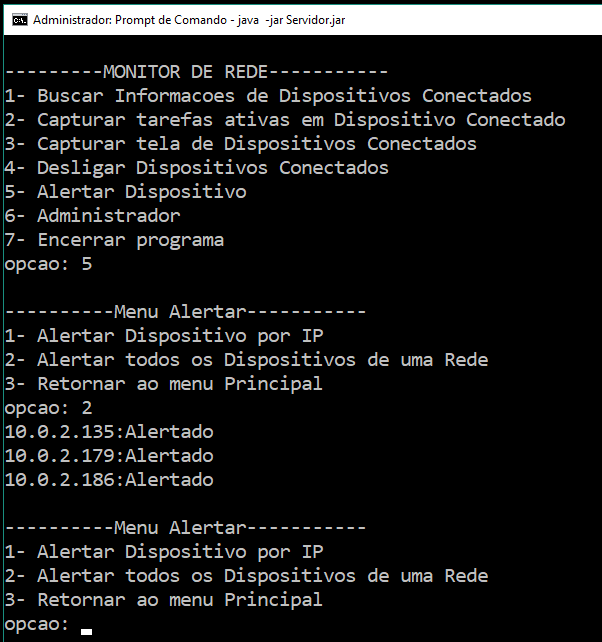 Administrador: Prompt de Comando - java -jar Servidor.jar
---------MONITOR DE REDE-----------
1- Buscar Informacoes de Dispositivos Conectados
2- Capturar tarefas ativas em Dispositivo Conectado
3- Capturar tela de Dispositivos Conectados
4- Desligar Dispositivos Conectados
5- Alertar Dispositivo
6- Administrador
7- Encerrar programa
opcao: 5
----------Menu Alertar-----------
1- Alertar Dispositivo por IP
2- Alertar todos os Dispositivos de uma Rede
3- Retornar ao menu Principal
opcao: 2
10.0.2.135:Alertado
10.0.2.179:Alertado
10.0.2.186:Alertado
----------Menu Alertar-----------
1- Alertar Dispositivo por IP
2- Alertar todos os Dispositivos de uma Rede
3- Retornar ao menu Principal
opcao: